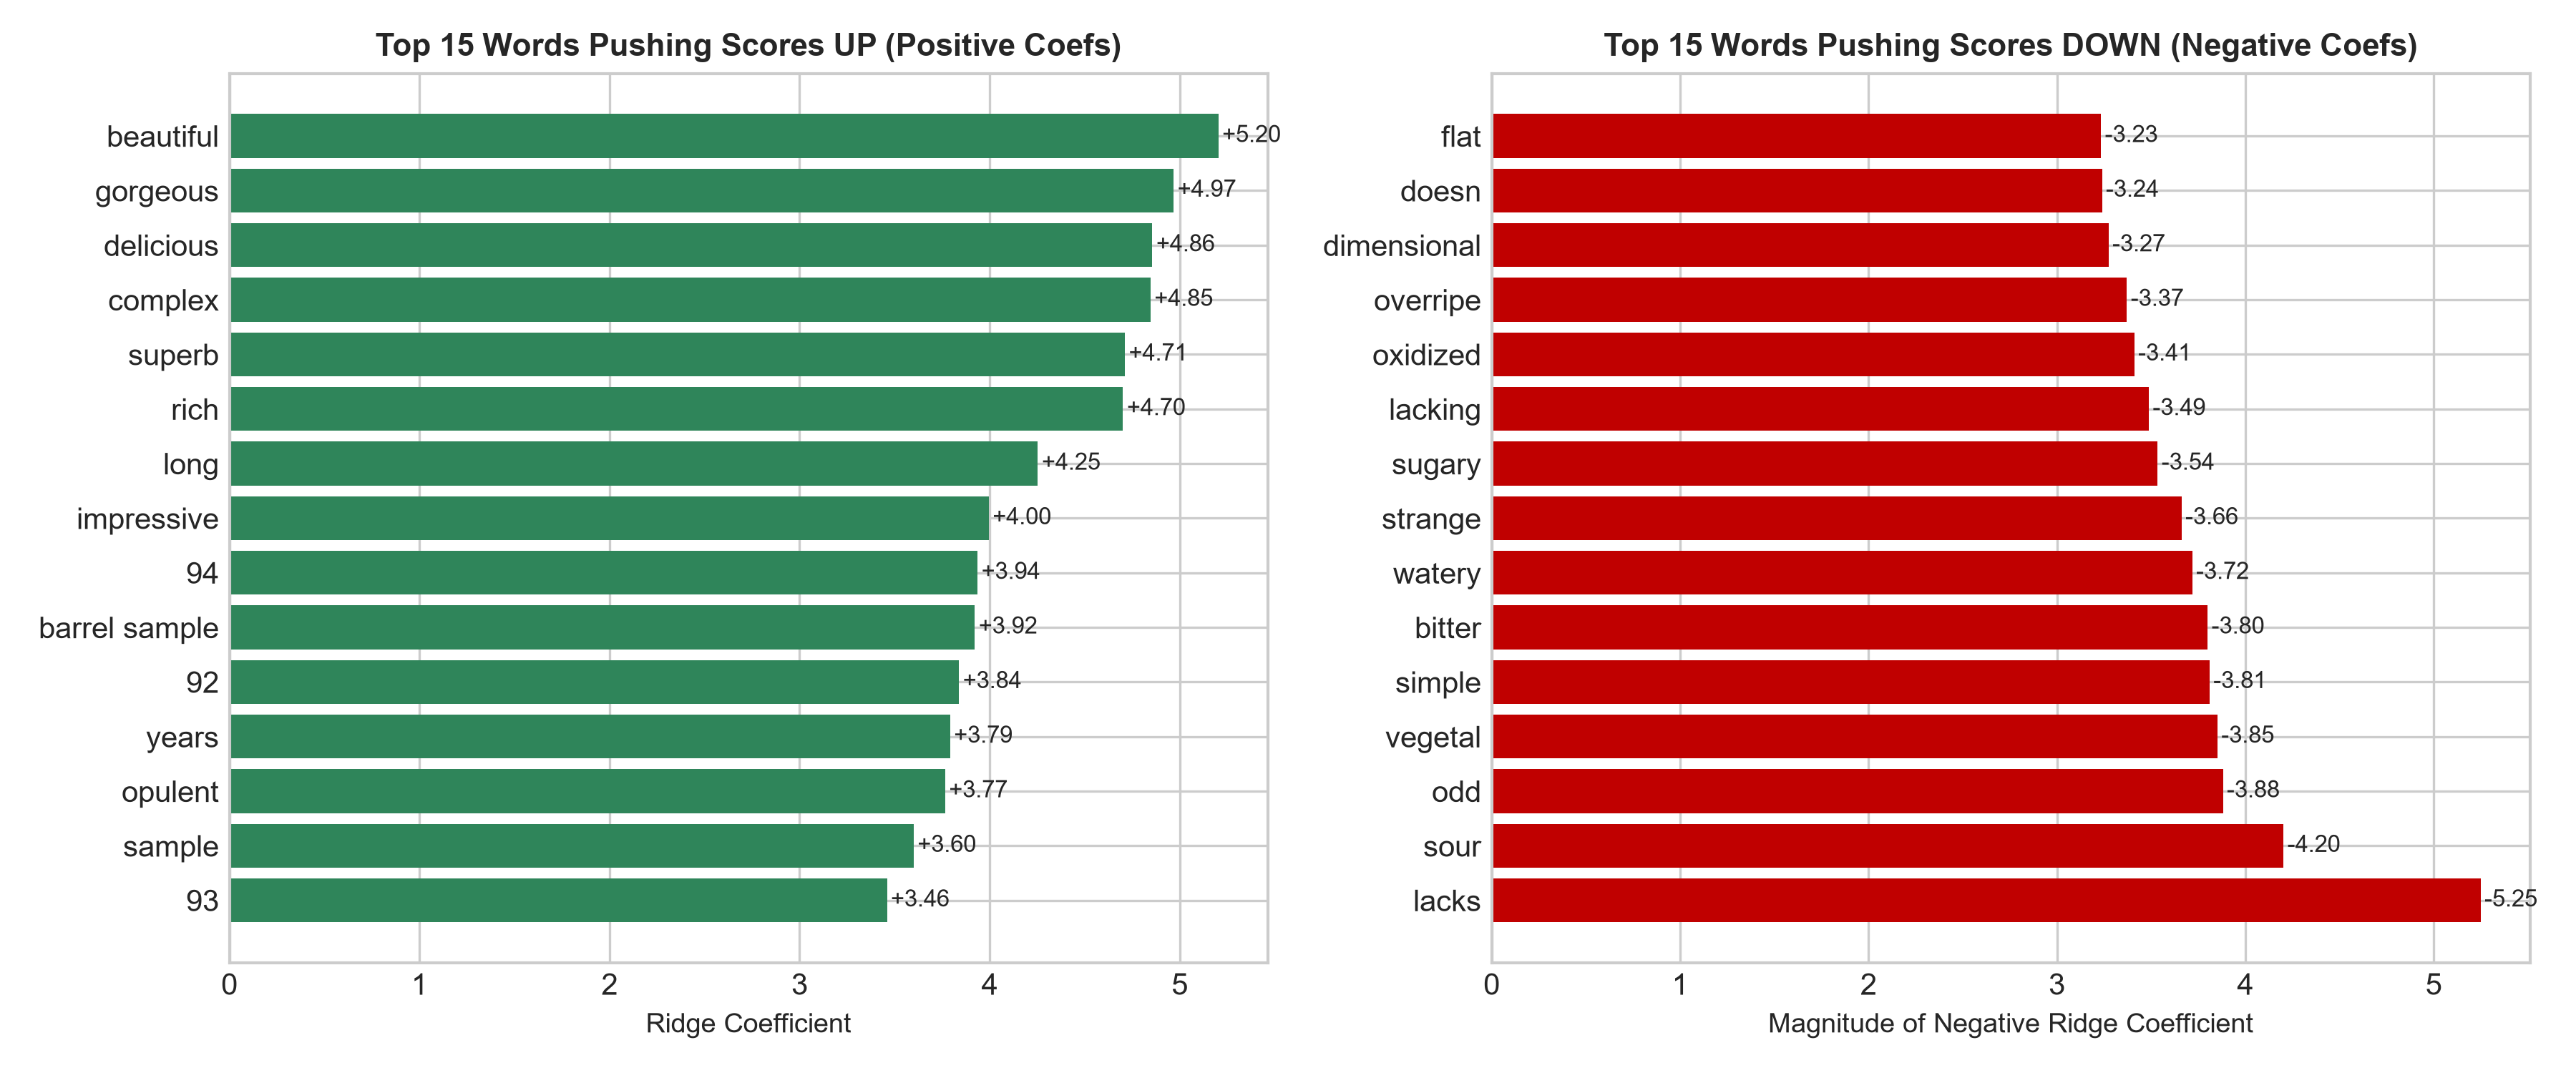 Top 15 Words Pushing Scores UP (Positive Coefs)
beautiful +5.20
gorgeous +4.97
delicious +4.86
complex +4.85
superb +4.71
rich +4.70
long +4.25
impressive +4.00
94 +3.94
barrel sample +3.92
92 +3.84
years +3.79
opulent +3.77
sample +3.60
93 +3.46
0 1 2 3 4 5
Ridge Coefficient
Top 15 Words Pushing Scores DOWN (Negative Coefs)
flat -3.23
doesn -3.24
dimensional -3.27
overripe -3.37
oxidized -3.41
lacking -3.49
sugary -3.54
strange -3.66
watery -3.72
bitter -3.80
simple -3.81
vegetal -3.85
odd -3.88
sour -4.20
lacks -5.25
0 1 2 3 4 5
Magnitude of Negative Ridge Coefficient